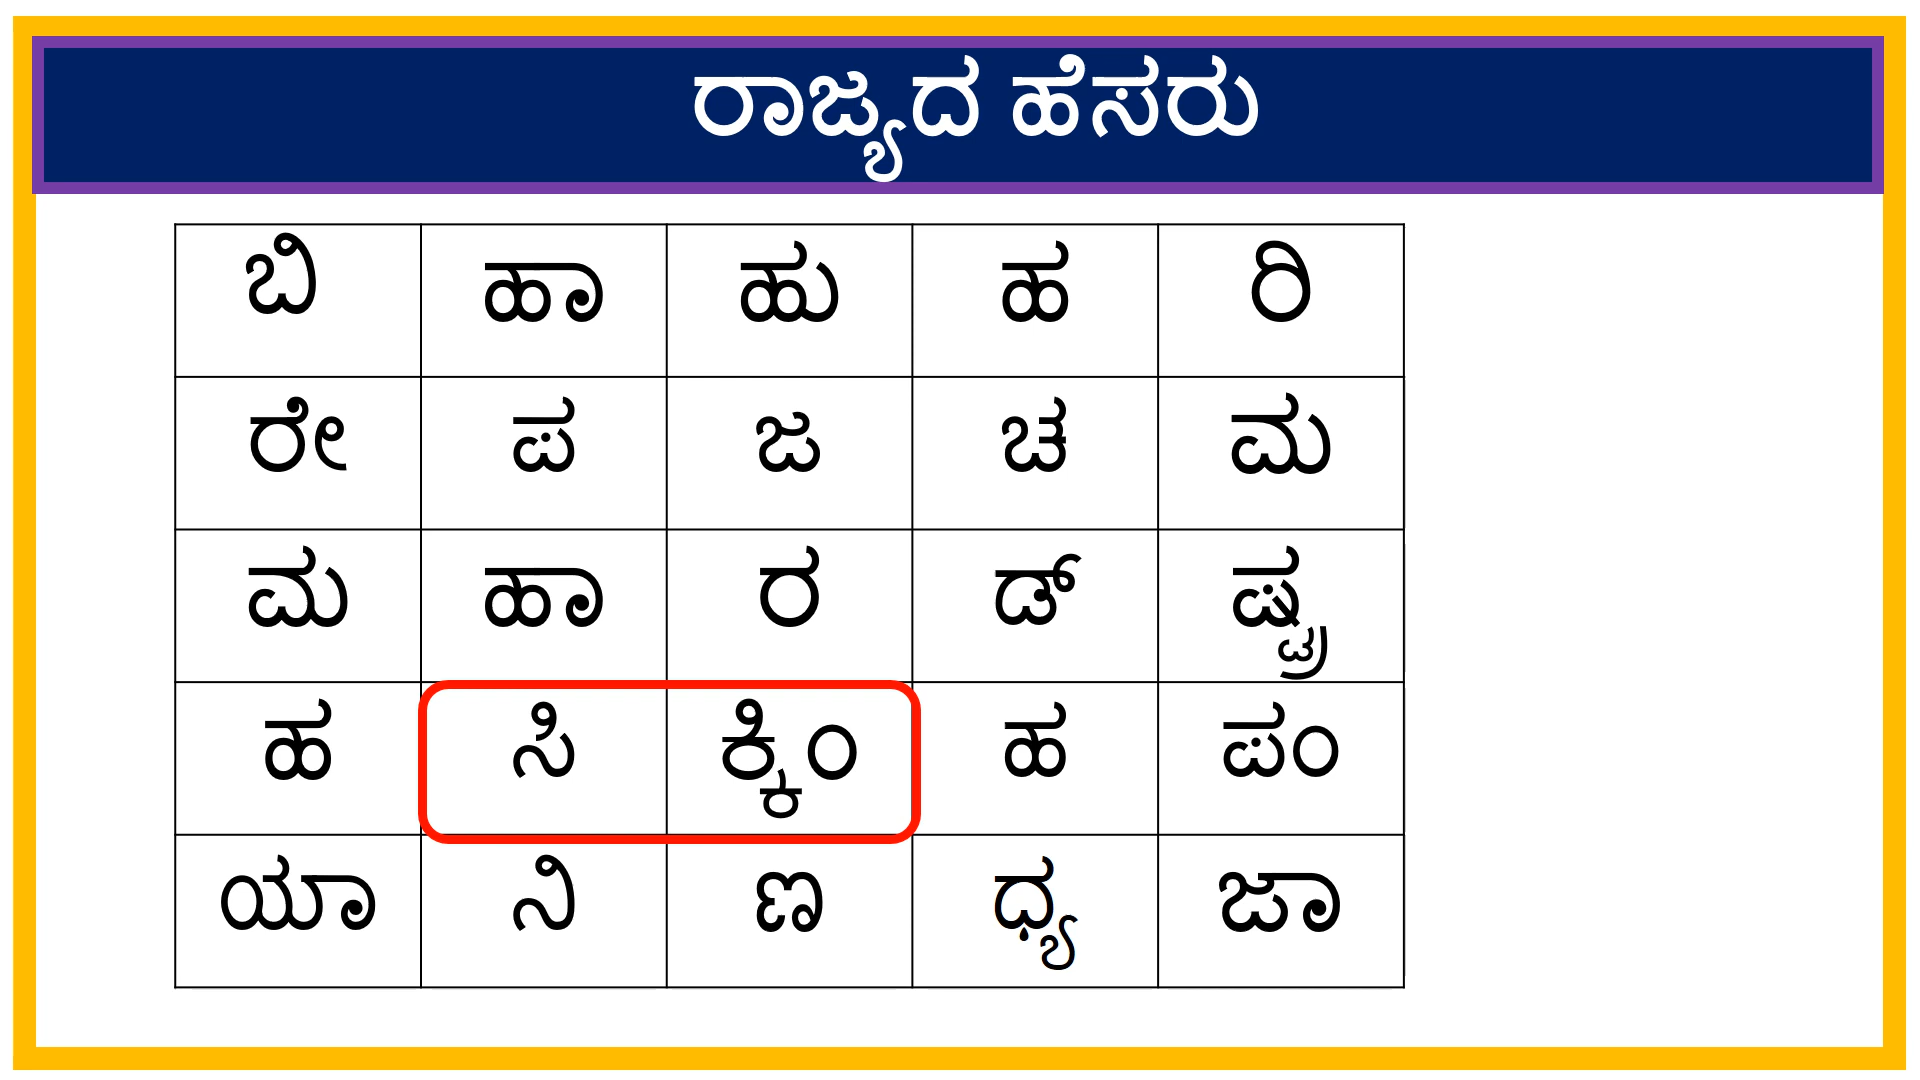 ರಾಜ್ಯದ ಹೆಸರು
ಬಿ ಹಾ ಹು ಹ ರಿ
ರೇ ಪ ಜ ಚ ಮ
ಮ ಹಾ ರ ಡ್ ಷ್ಟ್ರ
ಹ ಸಿ ಕ್ಕಿಂ ಹ ಪಂ
ಯಾ ನಿ ಣ ಧ್ಯ ಜಾ